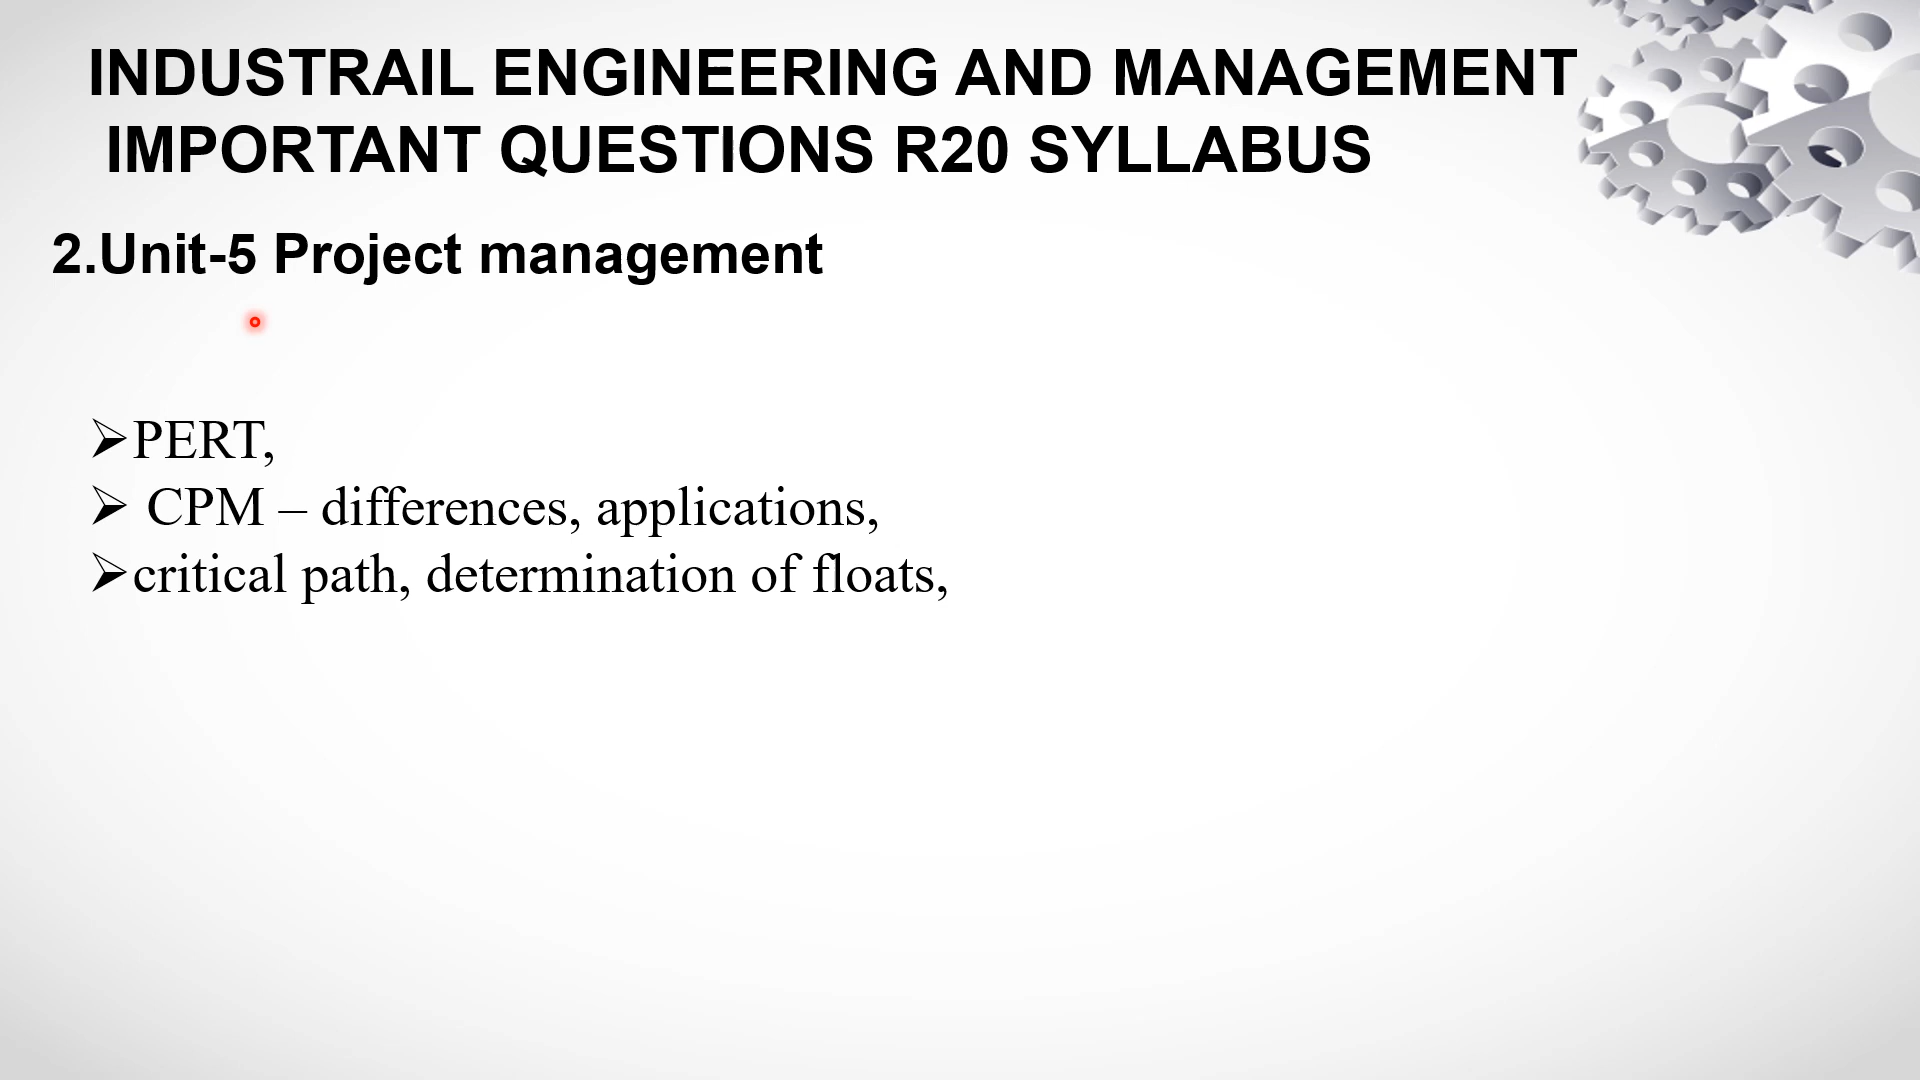 INDUSTRAIL ENGINEERING AND MANAGEMENT
IMPORTANT QUESTIONS R20 SYLLABUS
2.Unit-5 Project management
➢PERT,
➢ CPM – differences, applications,
➢critical path, determination of floats,